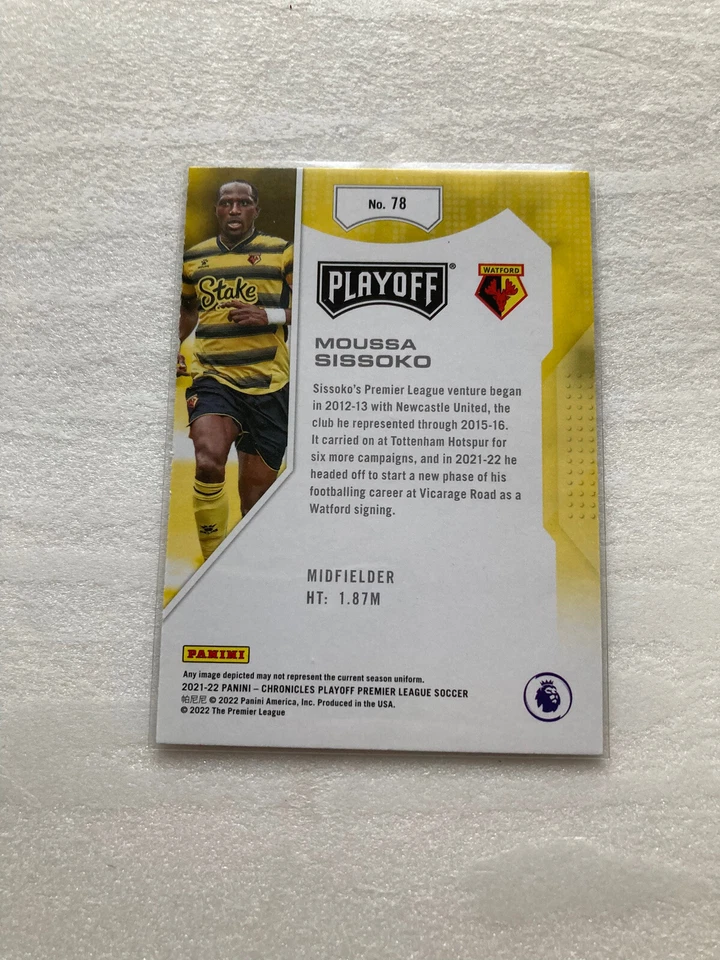 No. 78
PLAYOFF®
WATFORD
Stake
MOUSSA
SISSOKO
Sissoko's Premier League venture began
in 2012-13 with Newcastle United, the
club he represented through 2015-16.
It carried on at Tottenham Hotspur for
six more campaigns, and in 2021-22 he
headed off to start a new phase of his
footballing career at Vicarage Road as a
Watford signing.
MIDFIELDER
HT: 1.87M
PANINI
Any image depicted may not represent the current season uniform.
2021-22 PANINI – CHRONICLES PLAYOFF PREMIER LEAGUE SOCCER
帕尼尼 © 2022 Panini America, Inc. Produced in the USA.
© 2022 The Premier League